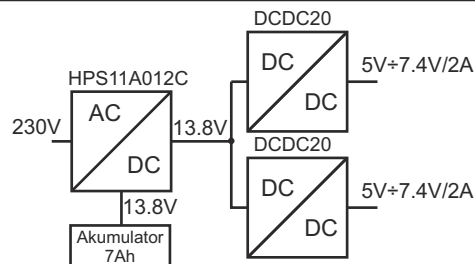 DCDC20
DC
DC
5V÷7.4V/2A
HPS11A012C
AC
DC
230V
13.8V
DCDC20
DC
DC
5V÷7.4V/2A
13.8V
Akumulator
7Ah